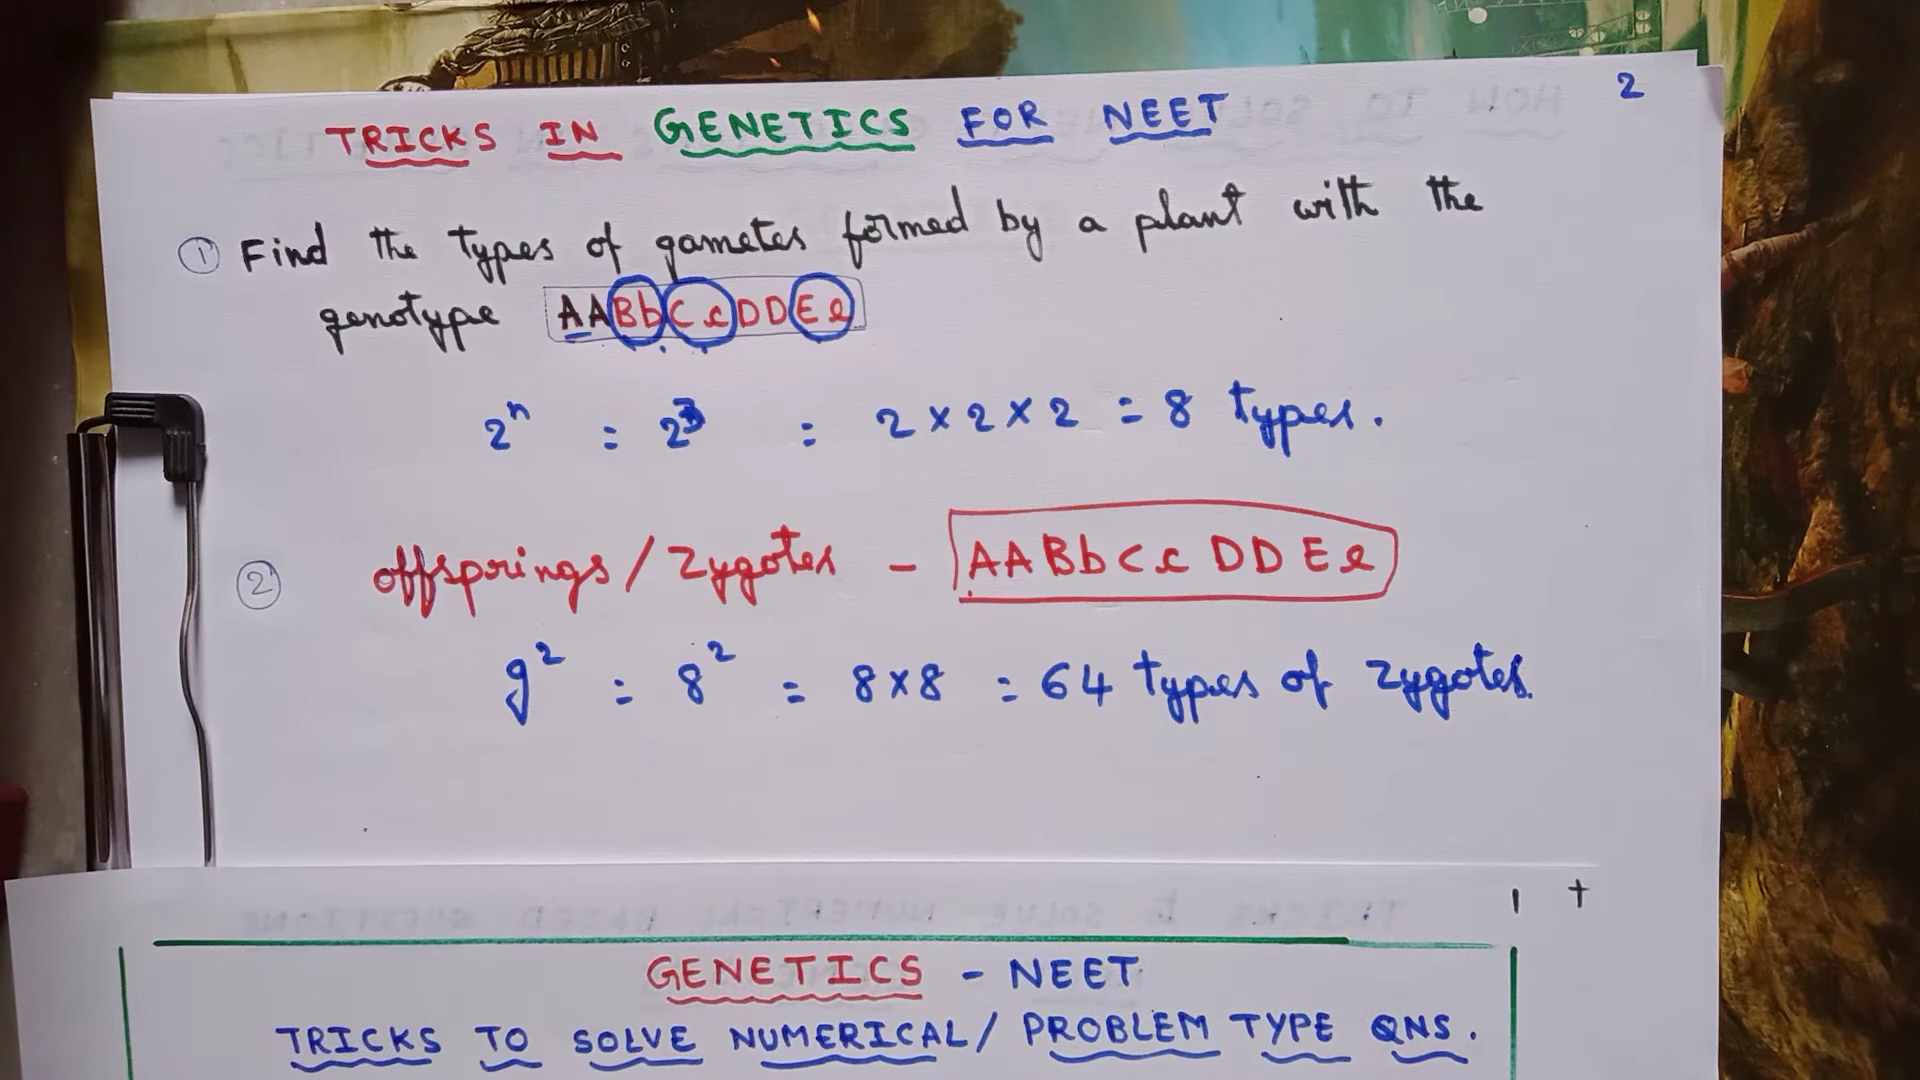 2
TRICKS IN GENETICS FOR NEET
① Find the types of gametes formed by a plant with the
genotype AABbCcDDEe
2ⁿ = 2³ = 2 × 2 × 2 = 8 types.
② offsprings/Zygotes - AABbCcDDEe
g² = 8² = 8×8 = 64 types of Zygotes.
GENETICS - NEET
TRICKS TO SOLVE NUMERICAL/ PROBLEM TYPE QNS.